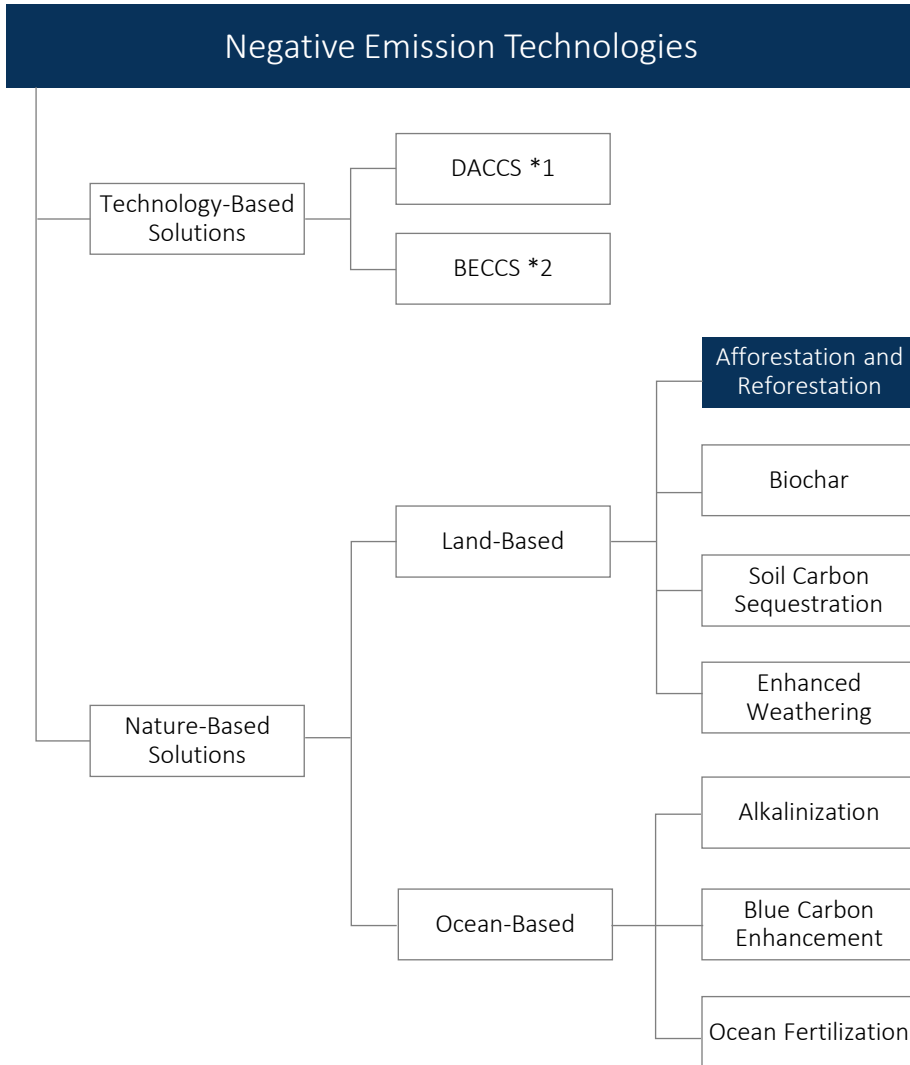 Negative Emission Technologies
Technology-Based
Solutions
DACCS *1
BECCS *2
Nature-Based
Solutions
Land-Based
Afforestation and
Reforestation
Biochar
Soil Carbon
Sequestration
Enhanced
Weathering
Ocean-Based
Alkalinization
Blue Carbon
Enhancement
Ocean Fertilization